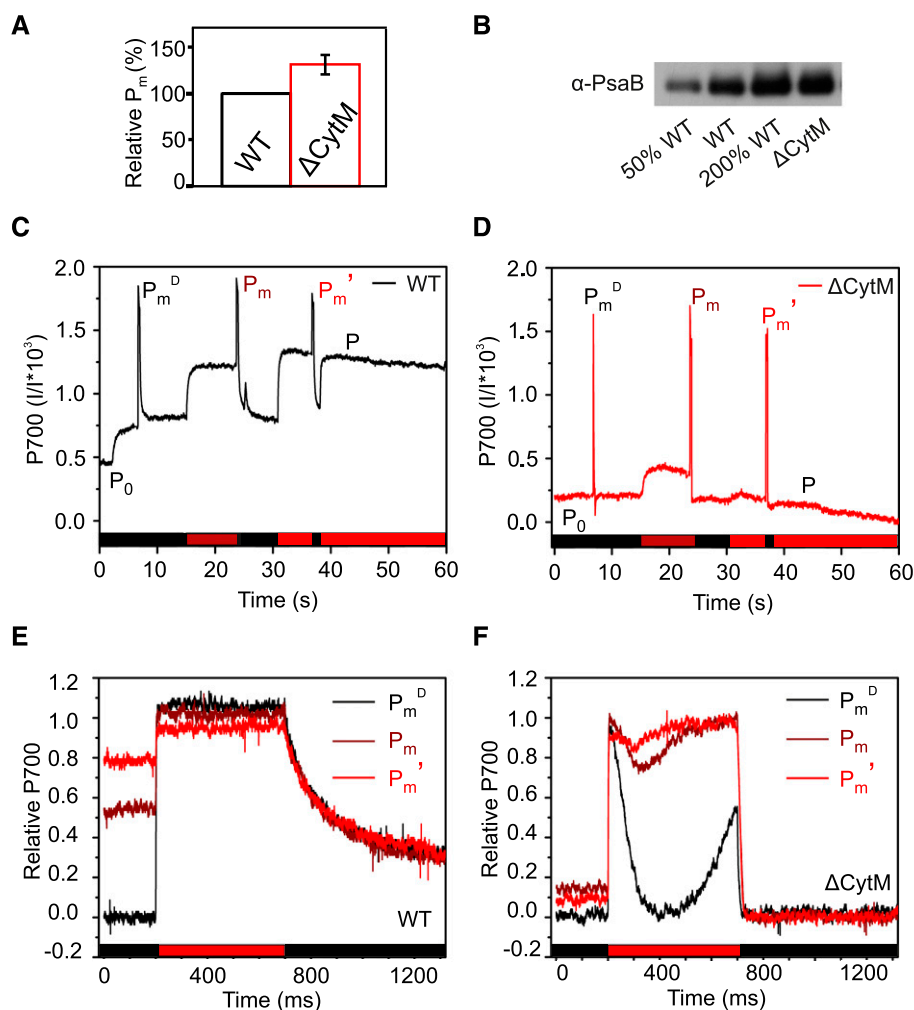 A
Relative Pm (%)
150
100
50
0
WT
ΔCytM
B
α-PsaB
50% WT
WT
200% WT
ΔCytM
C
P700 (I/I*10³)
2.0
1.5
1.0
0.5
0.0
PmD
Pm
Pm’
WT
P
P0
0 10 20 30 40 50 60
Time (s)
D
P700 (I/I*10³)
2.0
1.5
1.0
0.5
0.0
PmD
Pm
Pm’
ΔCytM
P
P0
0 10 20 30 40 50 60
Time (s)
E
Relative P700
1.2
1.0
0.8
0.6
0.4
0.2
0.0
-0.2
PmD
Pm
Pm’
WT
0 400 800 1200
Time (ms)
F
Relative P700
1.2
1.0
0.8
0.6
0.4
0.2
0.0
-0.2
PmD
Pm
Pm’
ΔCytM
0 400 800 1200
Time (ms)